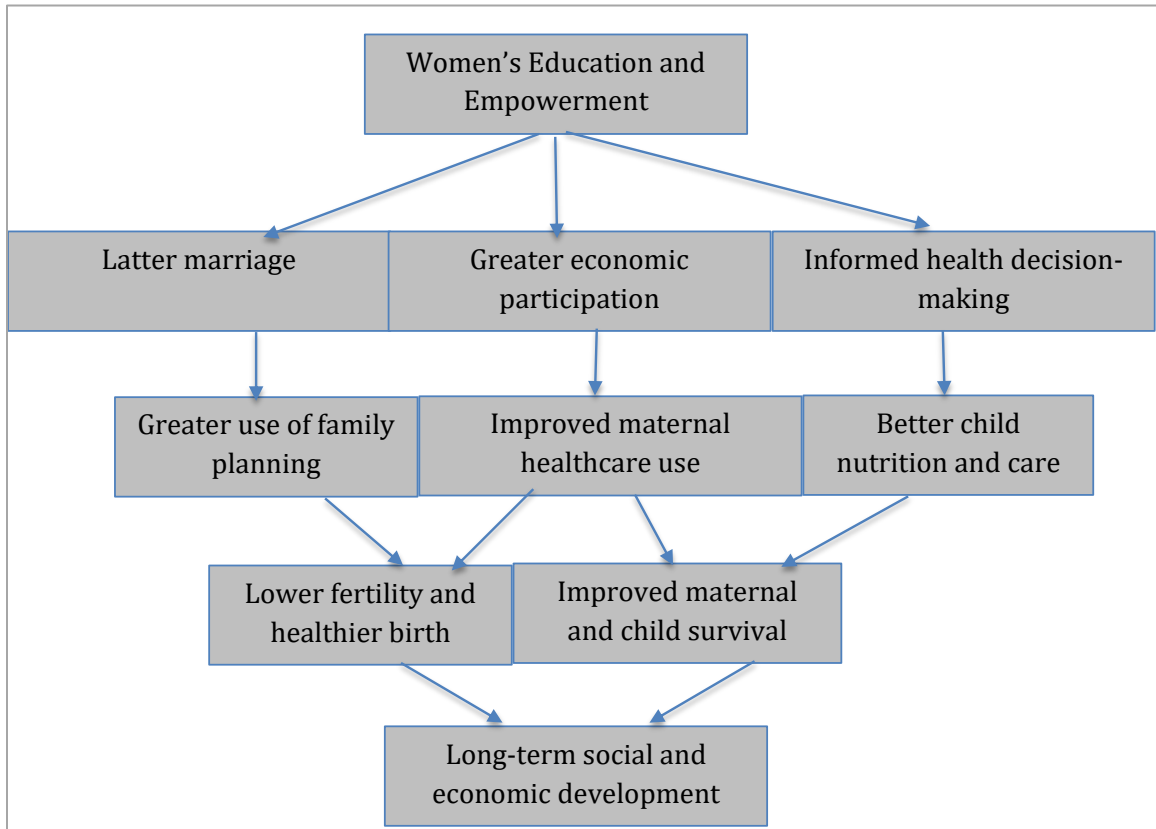 Women’s Education and
Empowerment
Latter marriage
Greater economic
participation
Informed health decision-
making
Greater use of family
planning
Improved maternal
healthcare use
Better child
nutrition and care
Lower fertility and
healthier birth
Improved maternal
and child survival
Long-term social and
economic development